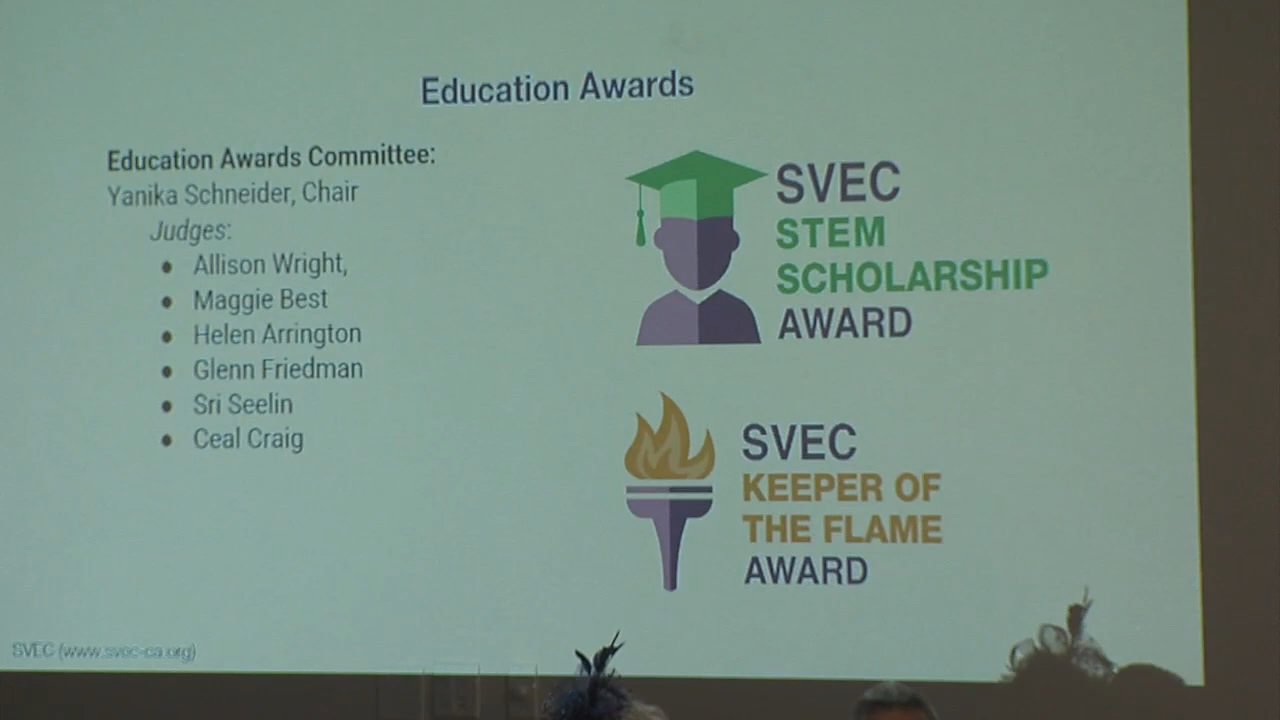 Education Awards
Education Awards Committee:
Yanika Schneider, Chair
Judges:
Allison Wright,
Maggie Best
Helen Arrington
Glenn Friedman
Sri Seelin
Ceal Craig
SVEC
STEM
SCHOLARSHIP
AWARD
SVEC
KEEPER OF
THE FLAME
AWARD
SVEC (www.svec-ca.org)